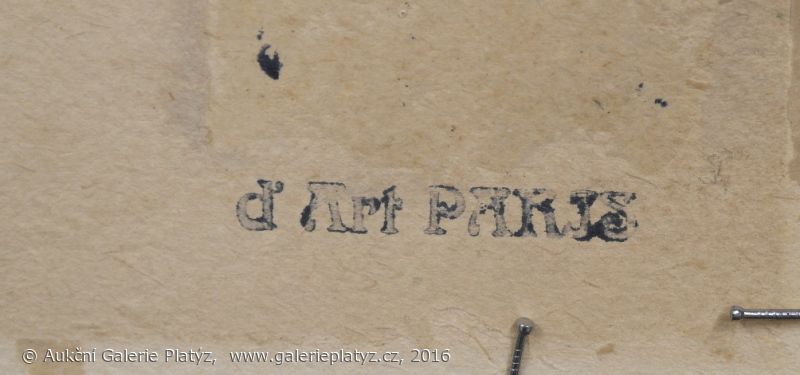 d'Art PARIS
© Aukční Galerie Platýz, www.galerieplatyz.cz, 2016